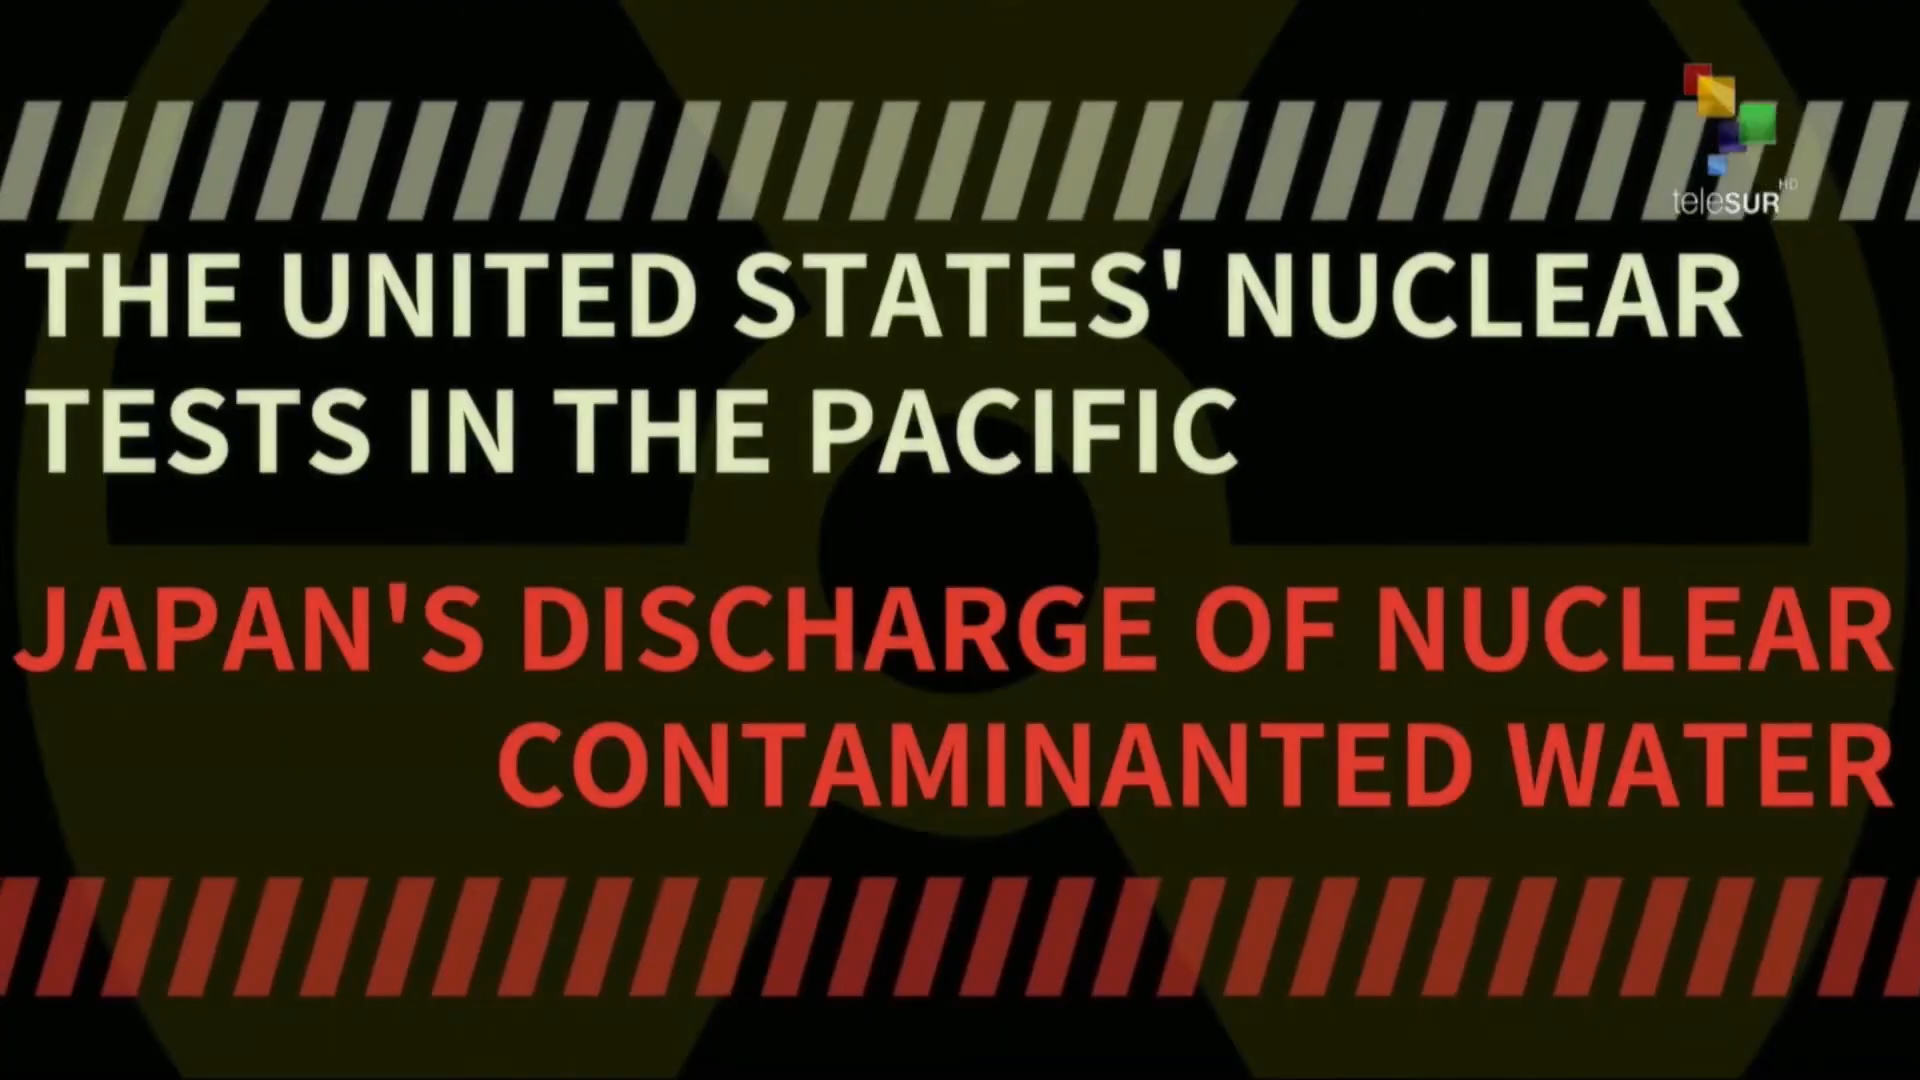 teleSUR HD
THE UNITED STATES' NUCLEAR
TESTS IN THE PACIFIC
JAPAN'S DISCHARGE OF NUCLEAR
CONTAMINANTED WATER